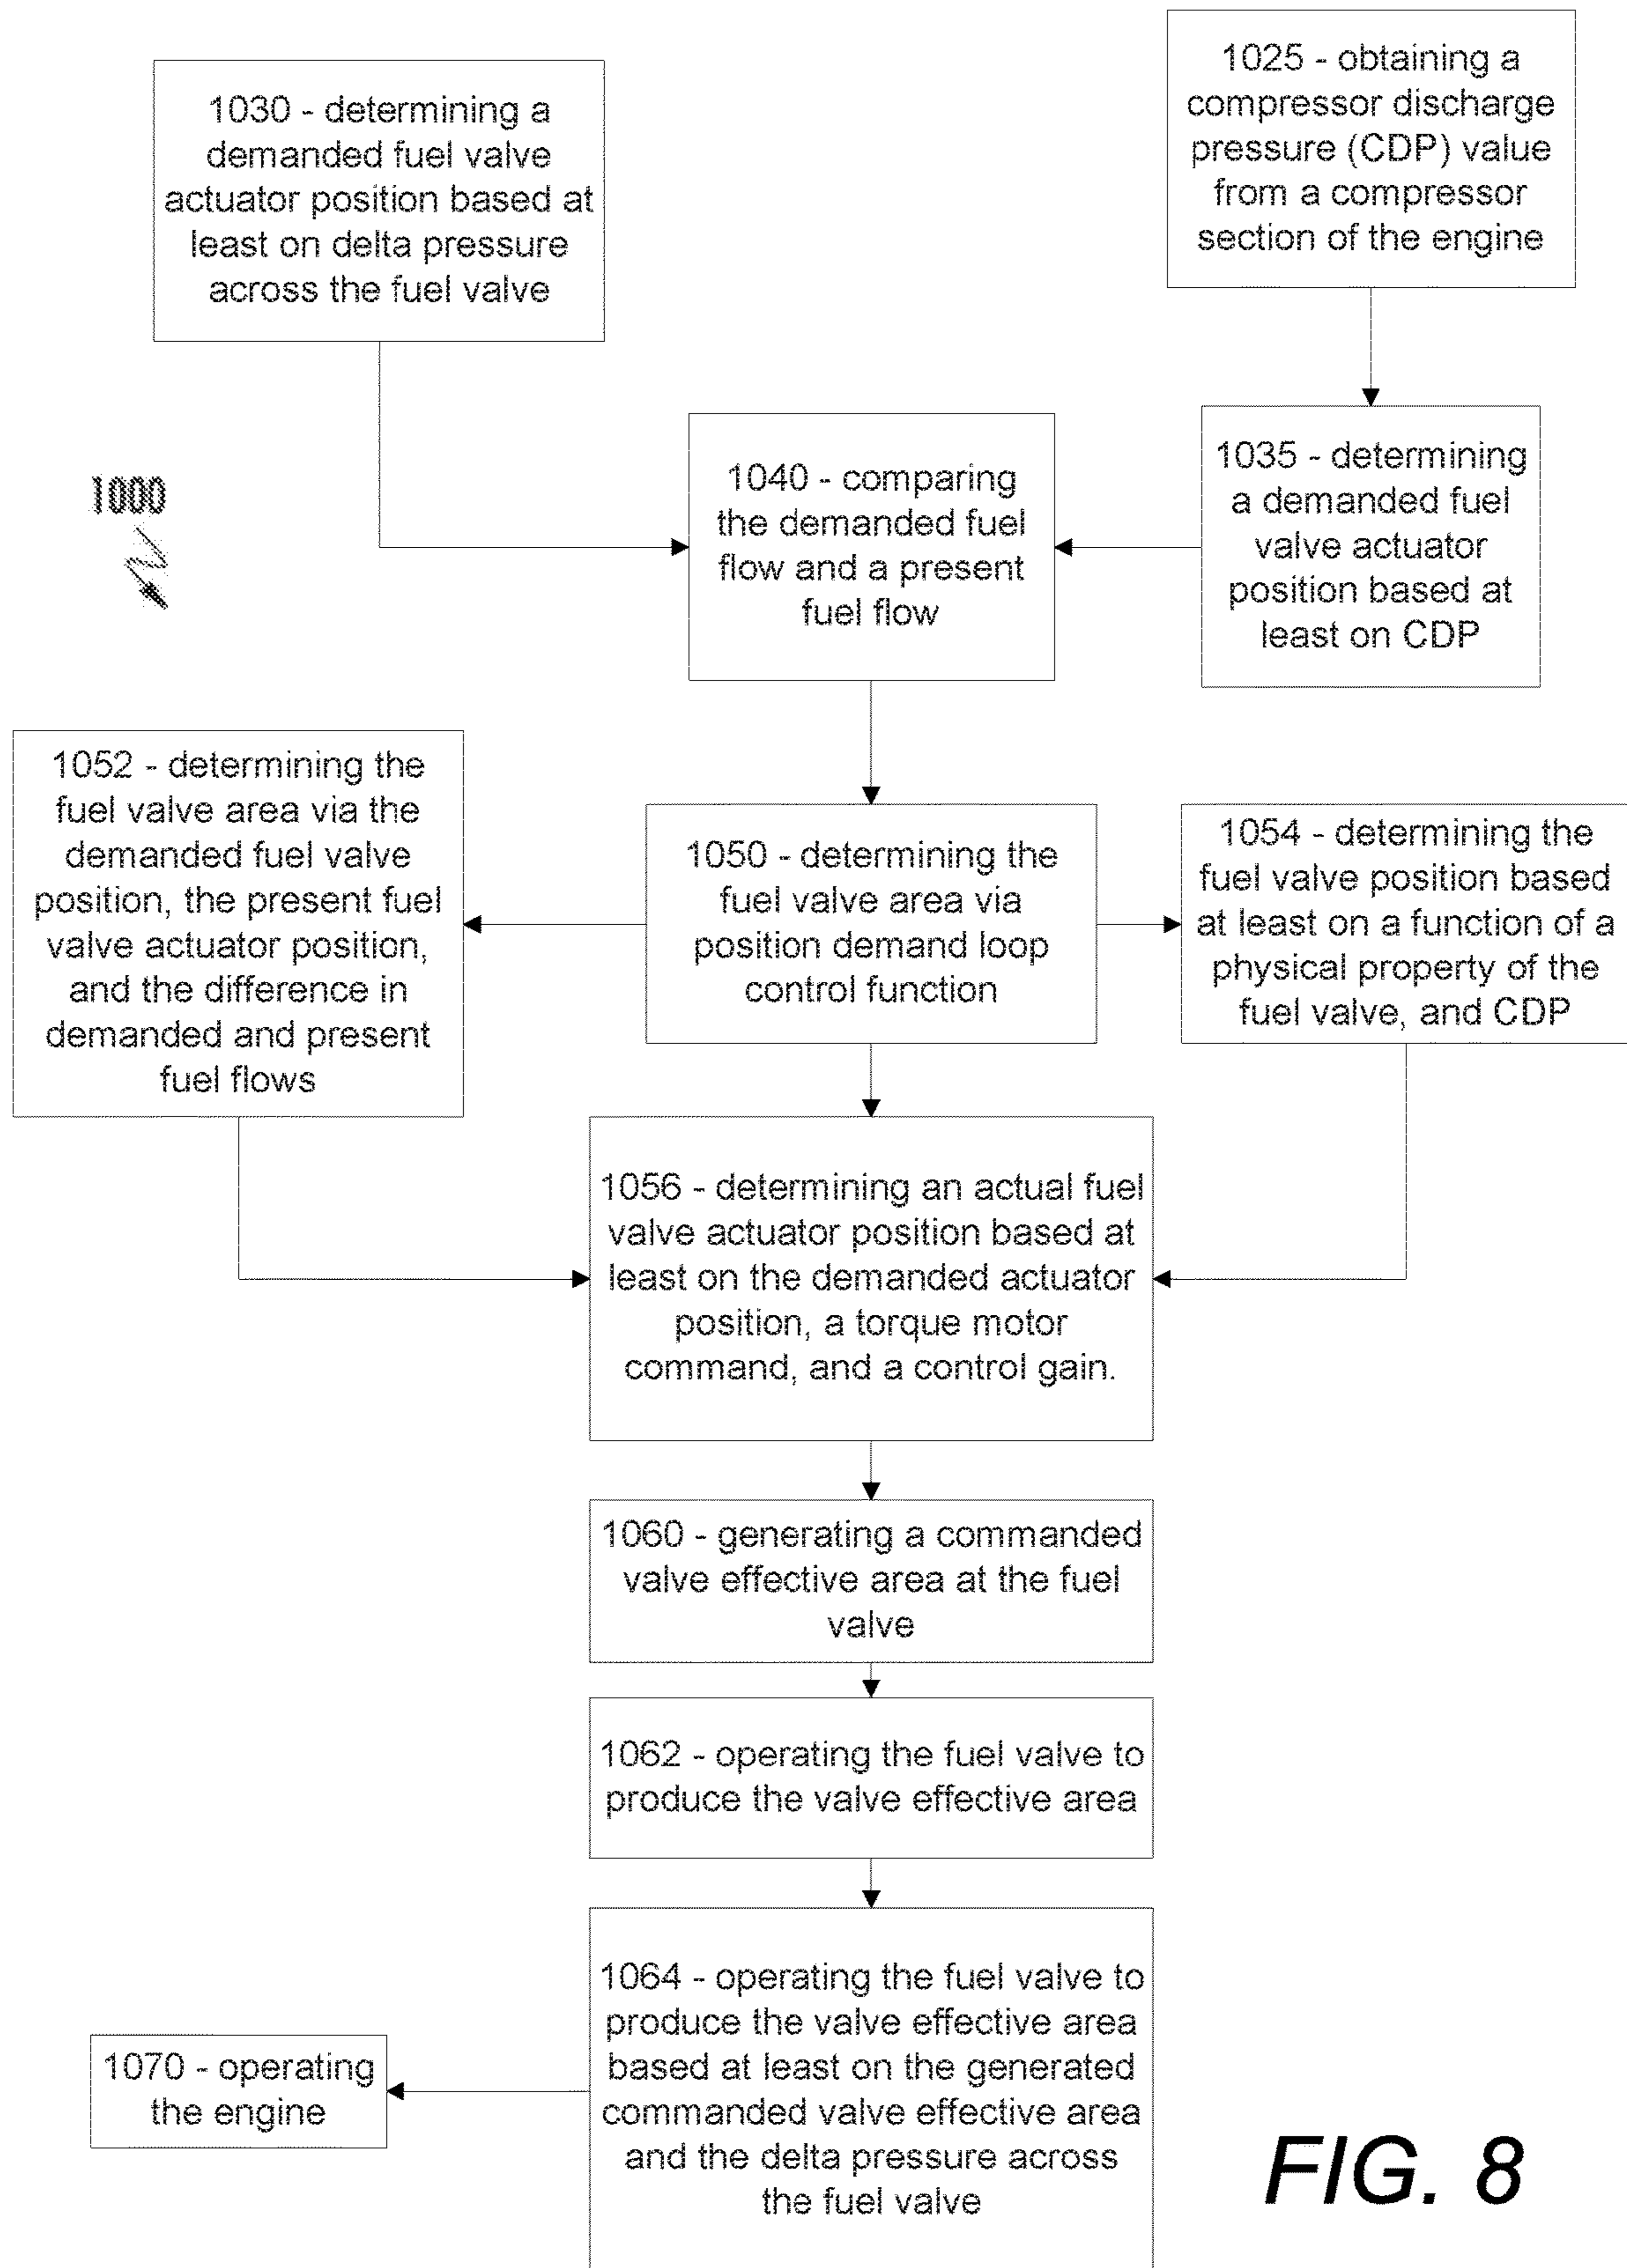 1025 - obtaining a
compressor discharge
pressure (CDP) value
from a compressor
section of the engine
1030 - determining a
demanded fuel valve
actuator position based at
least on delta pressure
across the fuel valve
1000
1040 - comparing
the demanded fuel
flow and a present
fuel flow
1035 - determining
a demanded fuel
valve actuator
position based at
least on CDP
1052 - determining the
fuel valve area via the
demanded fuel valve
position, the present fuel
valve actuator position,
and the difference in
demanded and present
fuel flows
1050 - determining the
fuel valve area via
position demand loop
control function
1054 - determining the
fuel valve position based
at least on a function of a
physical property of the
fuel valve, and CDP
1056 - determining an actual fuel
valve actuator position based at
least on the demanded actuator
position, a torque motor
command, and a control gain.
1060 - generating a commanded
valve effective area at the fuel
valve
1062 - operating the fuel valve to
produce the valve effective area
1064 - operating the fuel valve to
produce the valve effective area
based at least on the generated
commanded valve effective area
and the delta pressure across
the fuel valve
1070 - operating
the engine
FIG. 8